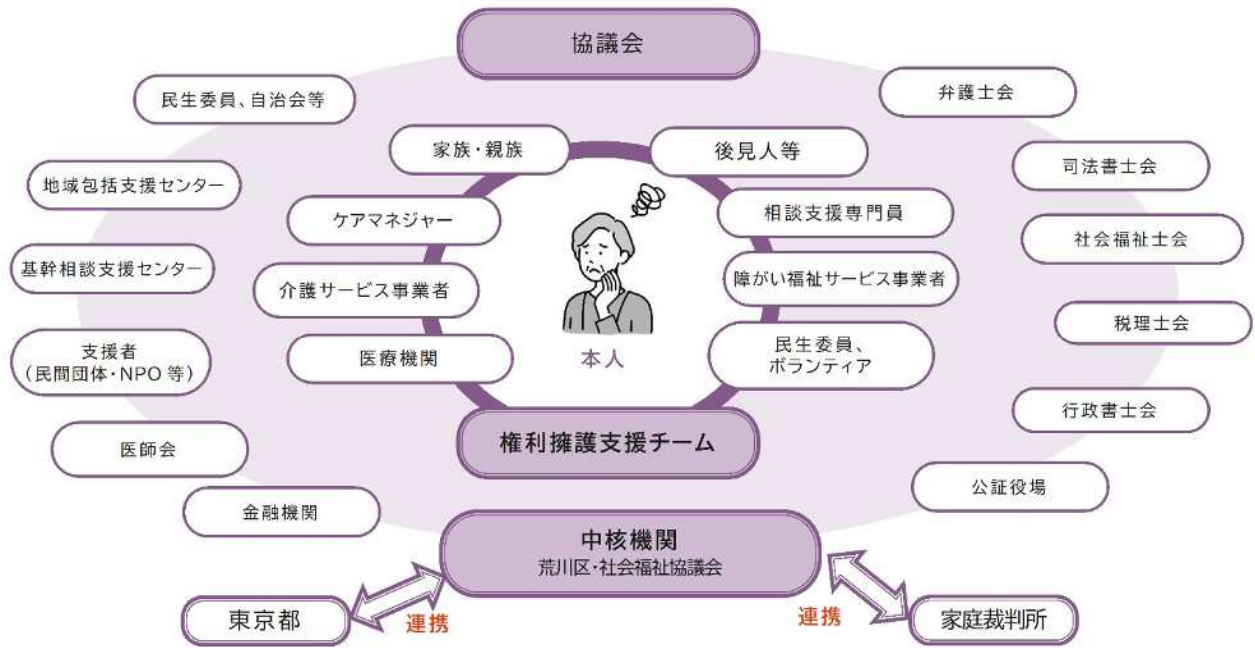 協議会
民生委員、自治会等
弁護士会
家族・親族
後見人等
地域包括支援センター
司法書士会
ケアマネジャー
相談支援専門員
基幹相談支援センター
社会福祉士会
介護サービス事業者
障がい福祉サービス事業者
支援者
(民間団体・NPO 等)
税理士会
医療機関
本人
民生委員、
ボランティア
行政書士会
医師会
権利擁護支援チーム
金融機関
公証役場
中核機関
荒川区・社会福祉協議会
東京都
連携
連携
家庭裁判所